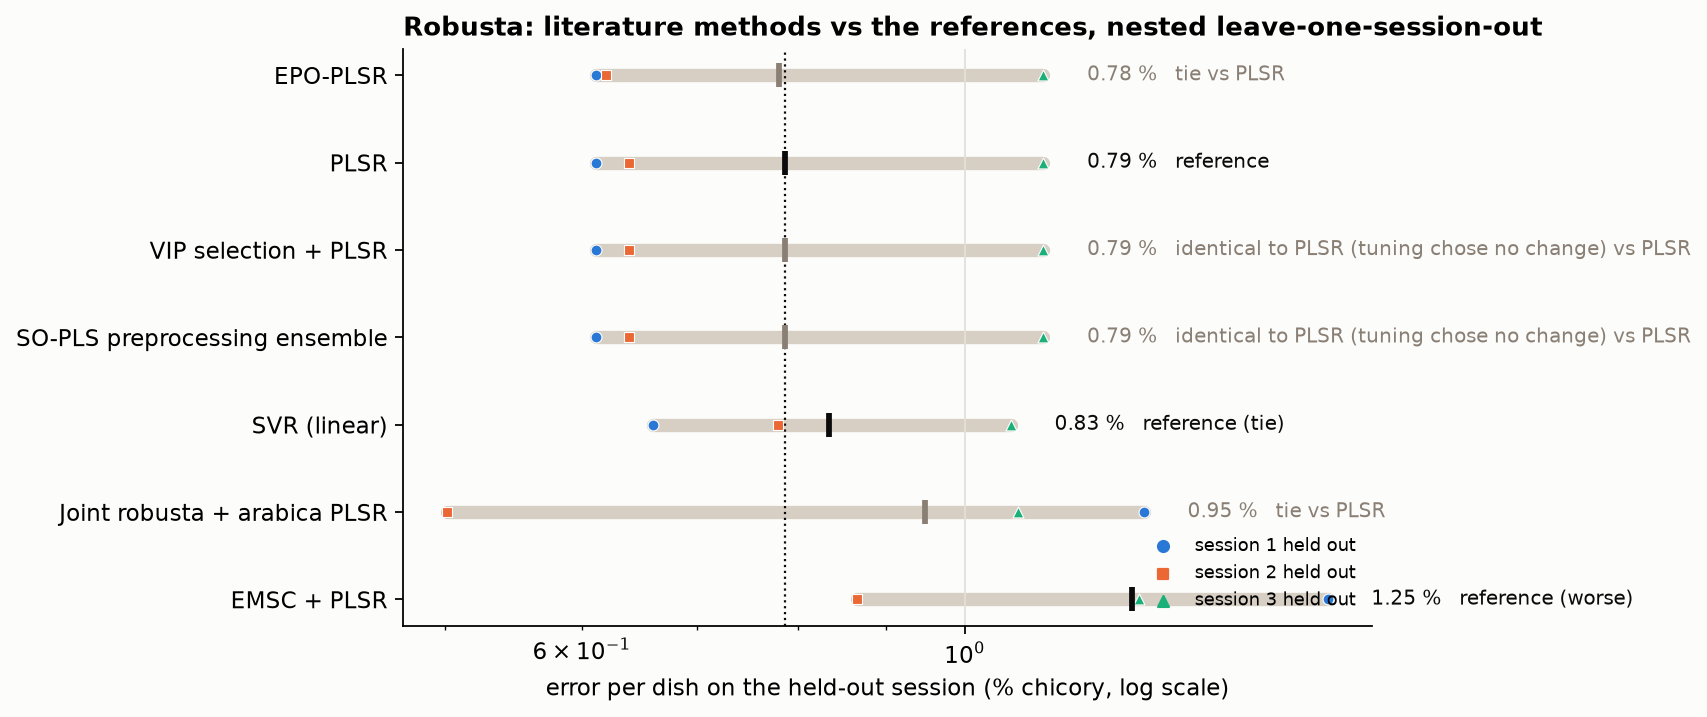 Robusta: literature methods vs the references, nested leave-one-session-out
EPO-PLSR
0.78 % tie vs PLSR
PLSR
0.79 % reference
VIP selection + PLSR
0.79 % identical to PLSR (tuning chose no change) vs PLSR
SO-PLS preprocessing ensemble
0.79 % identical to PLSR (tuning chose no change) vs PLSR
SVR (linear)
0.83 % reference (tie)
Joint robusta + arabica PLSR
0.95 % tie vs PLSR
session 1 held out
session 2 held out
session 3 held out
EMSC + PLSR
1.25 % reference (worse)
6 × 10⁻¹
10⁰
error per dish on the held-out session (% chicory, log scale)